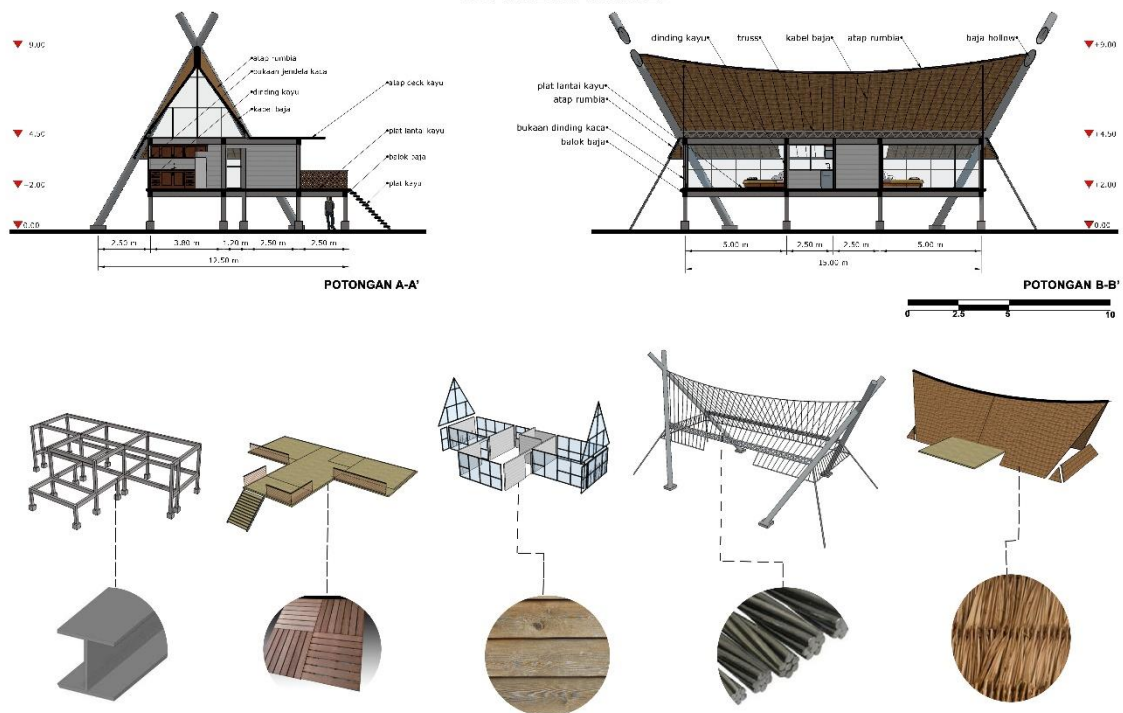 9.00
4.50
2.00
0.00
atap rumbia
bukaan jendela kaca
dinding kayu
kabel baja
atap deck kayu
plat lantai kayu
balok baja
plat kayu
2.50 m
3.80 m
1.20 m
2.50 m
2.50 m
12.50 m
POTONGAN A-A'
dinding kayu
truss
kabel baja
atap rumbia
baja hollow
plat lantai kayu
atap rumbia
bukaan dinding kaca
balok baja
+9.00
+4.50
+2.00
0.00
5.00 m
2.50 m
2.50 m
5.00 m
15.00 m
POTONGAN B-B'
0
2.5
5
10